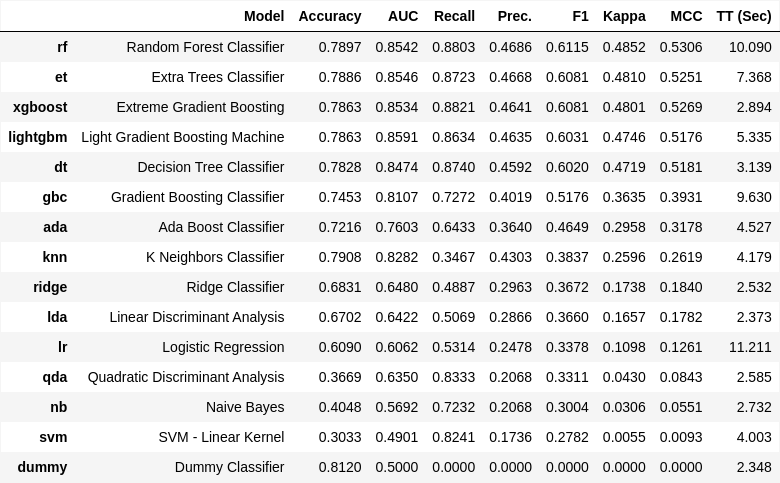 Model Accuracy AUC Recall Prec. F1 Kappa MCC TT (Sec)
rf Random Forest Classifier 0.7897 0.8542 0.8803 0.4686 0.6115 0.4852 0.5306 10.090
et Extra Trees Classifier 0.7886 0.8546 0.8723 0.4668 0.6081 0.4810 0.5251 7.368
xgboost Extreme Gradient Boosting 0.7863 0.8534 0.8821 0.4641 0.6081 0.4801 0.5269 2.894
lightgbm Light Gradient Boosting Machine 0.7863 0.8591 0.8634 0.4635 0.6031 0.4746 0.5176 5.335
dt Decision Tree Classifier 0.7828 0.8474 0.8740 0.4592 0.6020 0.4719 0.5181 3.139
gbc Gradient Boosting Classifier 0.7453 0.8107 0.7272 0.4019 0.5176 0.3635 0.3931 9.630
ada Ada Boost Classifier 0.7216 0.7603 0.6433 0.3640 0.4649 0.2958 0.3178 4.527
knn K Neighbors Classifier 0.7908 0.8282 0.3467 0.4303 0.3837 0.2596 0.2619 4.179
ridge Ridge Classifier 0.6831 0.6480 0.4887 0.2963 0.3672 0.1738 0.1840 2.532
lda Linear Discriminant Analysis 0.6702 0.6422 0.5069 0.2866 0.3660 0.1657 0.1782 2.373
lr Logistic Regression 0.6090 0.6062 0.5314 0.2478 0.3378 0.1098 0.1261 11.211
qda Quadratic Discriminant Analysis 0.3669 0.6350 0.8333 0.2068 0.3311 0.0430 0.0843 2.585
nb Naive Bayes 0.4048 0.5692 0.7232 0.2068 0.3004 0.0306 0.0551 2.732
svm SVM - Linear Kernel 0.3033 0.4901 0.8241 0.1736 0.2782 0.0055 0.0093 4.003
dummy Dummy Classifier 0.8120 0.5000 0.0000 0.0000 0.0000 0.0000 0.0000 2.348